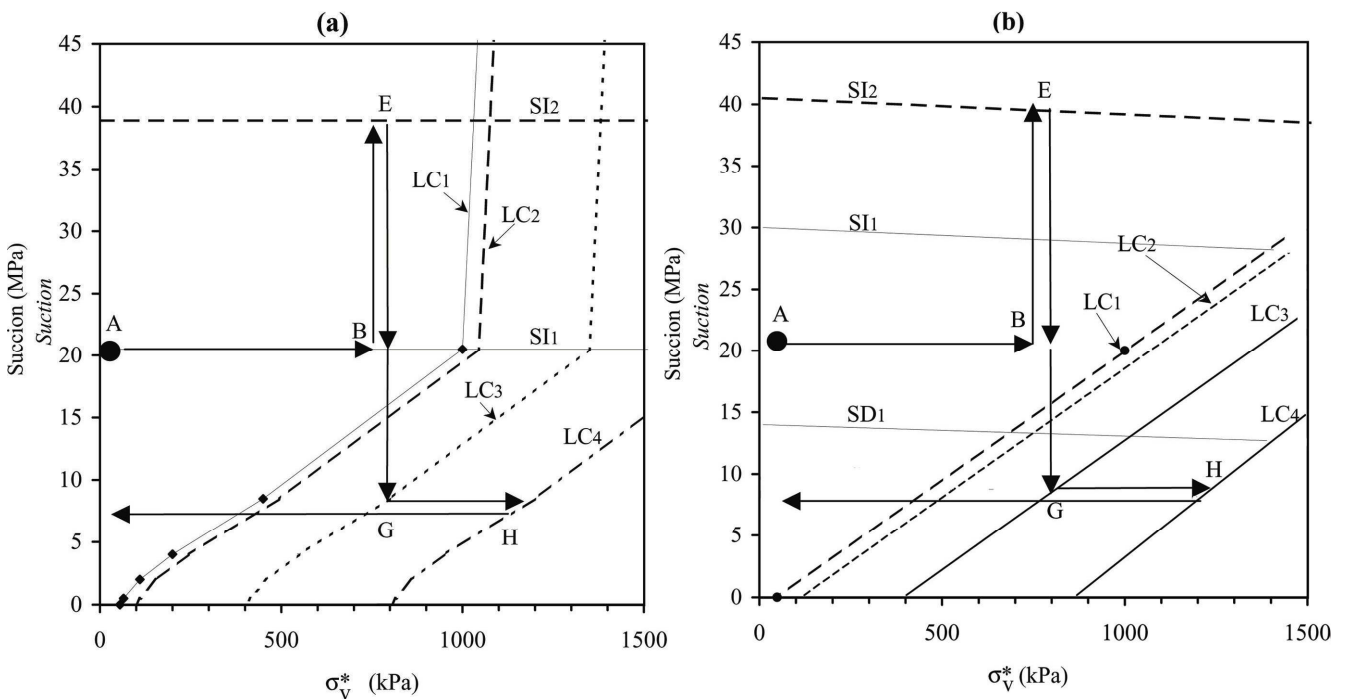 (a)
45
40
35
30
25
20
15
10
5
0
Succion (MPa)
Suction
0
500
1000
1500
σv* (kPa)
E
SI2
LC1
LC2
A
B
SI1
LC3
LC4
G
H
(b)
45
40
35
30
25
20
15
10
5
0
Succion (MPa)
Suction
0
500
1000
1500
σv* (kPa)
SI2
E
SI1
LC2
A
B
LC1
LC3
SD1
LC4
H
G